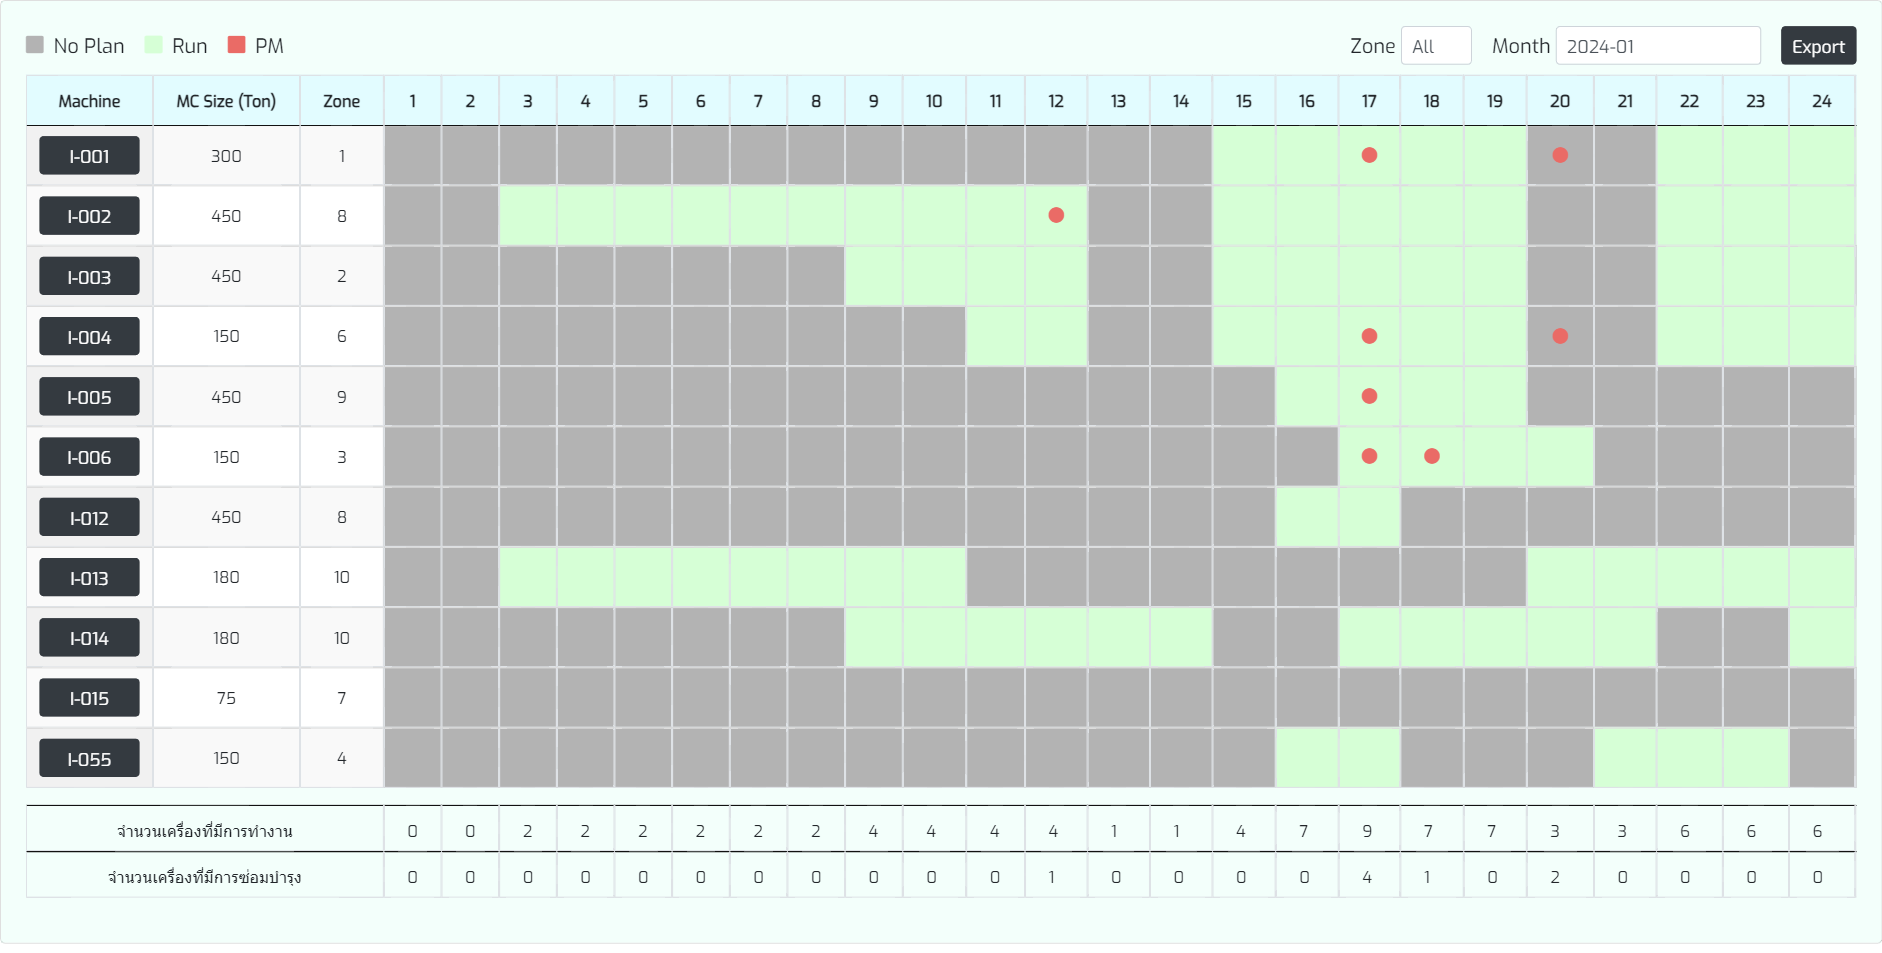 No Plan Run PM Zone All Month 2024-01 Export
Machine MC Size (Ton) Zone 1 2 3 4 5 6 7 8 9 10 11 12 13 14 15 16 17 18 19 20 21 22 23 24
I-001 300 1
I-002 450 8
I-003 450 2
I-004 150 6
I-005 450 9
I-006 150 3
I-012 450 8
I-013 180 10
I-014 180 10
I-015 75 7
I-055 150 4
จำนวนเครื่องที่มีการทำงาน 0 0 2 2 2 2 2 2 4 4 4 4 1 1 4 7 9 7 7 3 3 6 6 6
จำนวนเครื่องที่มีการซ่อมบำรุง 0 0 0 0 0 0 0 0 0 0 0 1 0 0 0 0 4 1 0 2 0 0 0 0